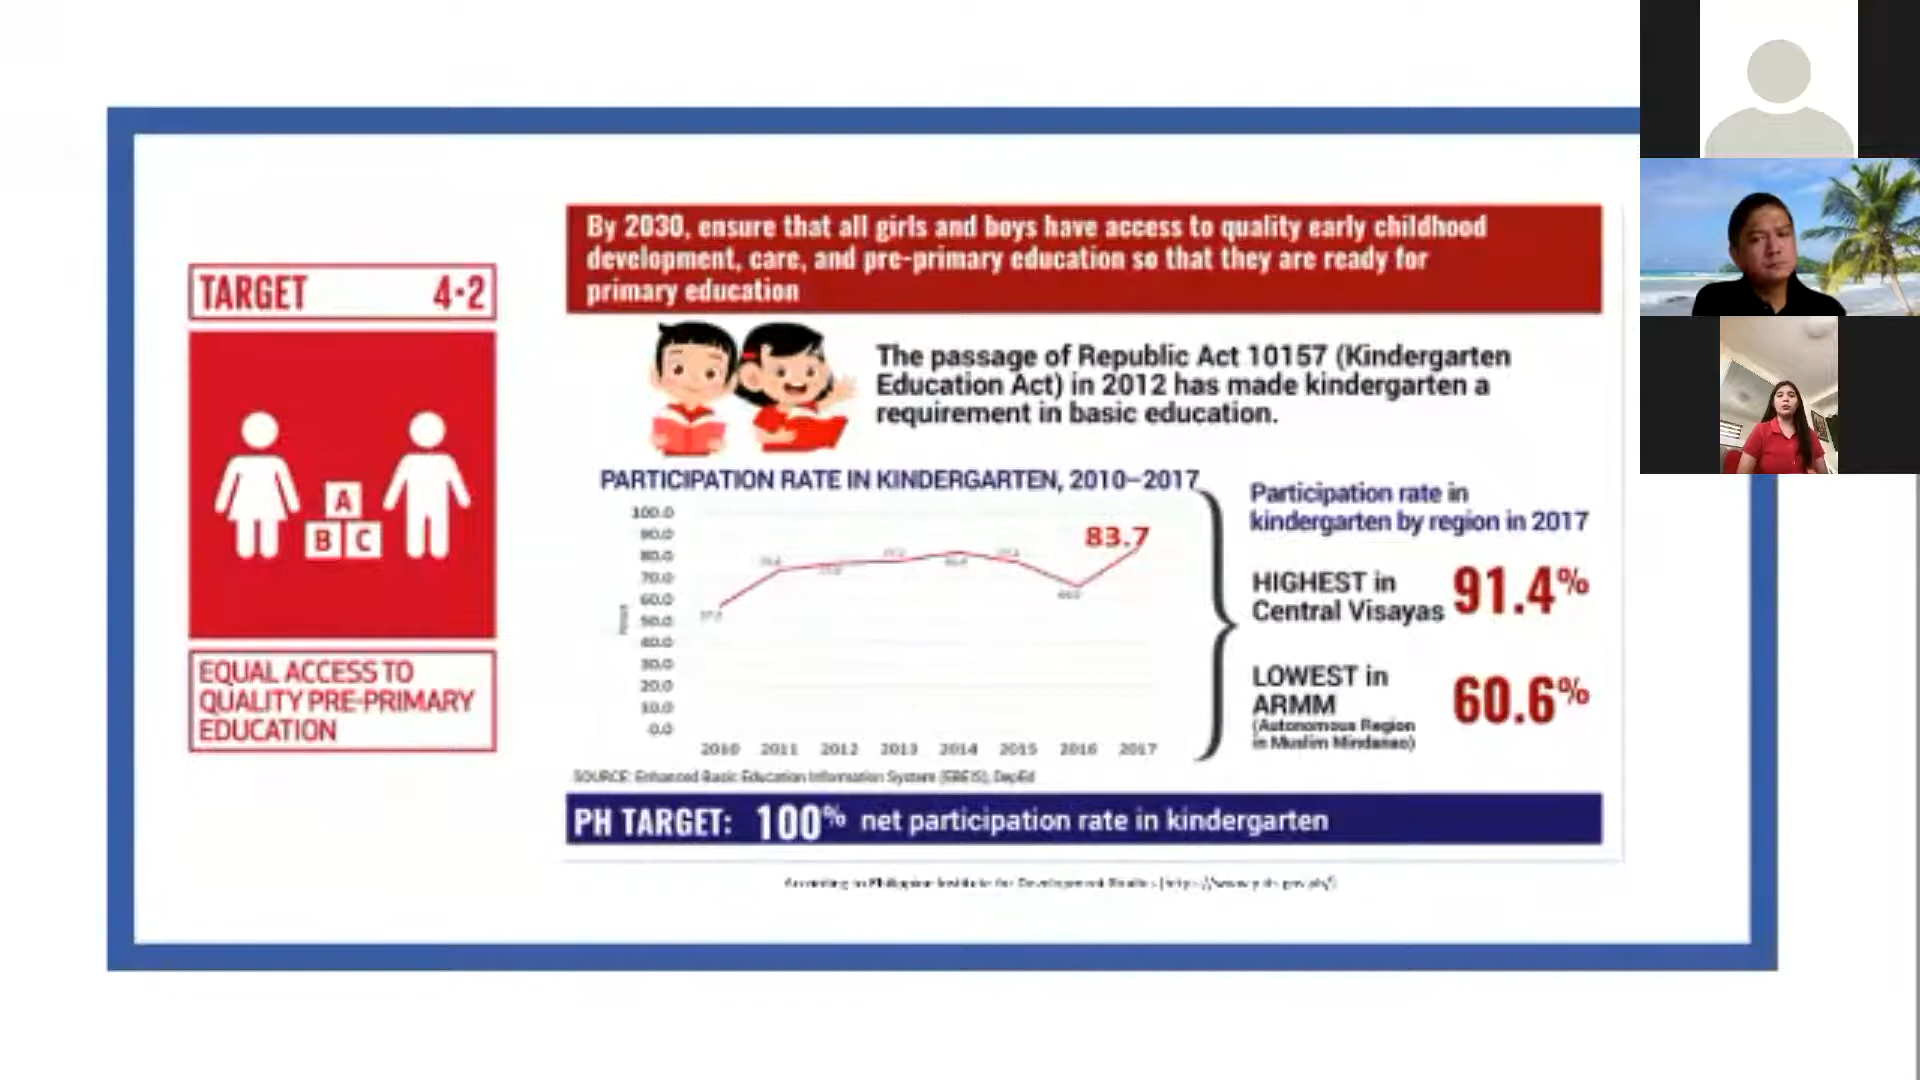 TARGET 4.2
A
B C
EQUAL ACCESS TO
QUALITY PRE-PRIMARY
EDUCATION
By 2030, ensure that all girls and boys have access to quality early childhood
development, care, and pre-primary education so that they are ready for
primary education
The passage of Republic Act 10157 (Kindergarten
Education Act) in 2012 has made kindergarten a
requirement in basic education.
PARTICIPATION RATE IN KINDERGARTEN, 2010–2017
100.0
90.0
80.0
70.0
60.0
50.0
40.0
30.0
20.0
10.0
0.0
83.7
2010 2011 2012 2013 2014 2015 2016 2017
SOURCE: Enhanced Basic Education Information System (EBEIS), DepEd
Participation rate in
kindergarten by region in 2017
HIGHEST in
Central Visayas 91.4%
LOWEST in
ARMM 60.6%
(Autonomous Region
in Muslim Mindanao)
PH TARGET: 100% net participation rate in kindergarten
According to Philippine Institute for Development Studies